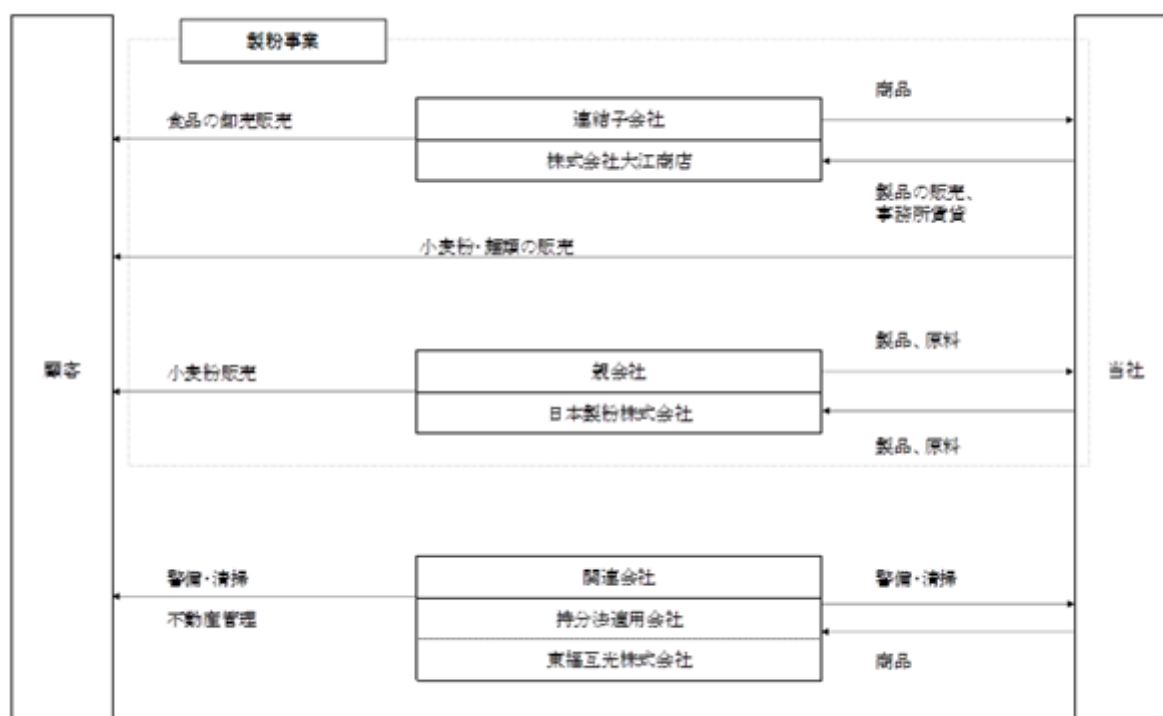 製粉事業
商品
食品の卸売販売
連結子会社
株式会社大江商店
製品の販売、
事務所賃貸
小麦粉・麺類の販売
製品、原料
顧客
小麦粉販売
親会社
当社
日本製粉株式会社
製品、原料
警備・清掃
関連会社
警備・清掃
不動産管理
持分法適用会社
東福互光株式会社
商品